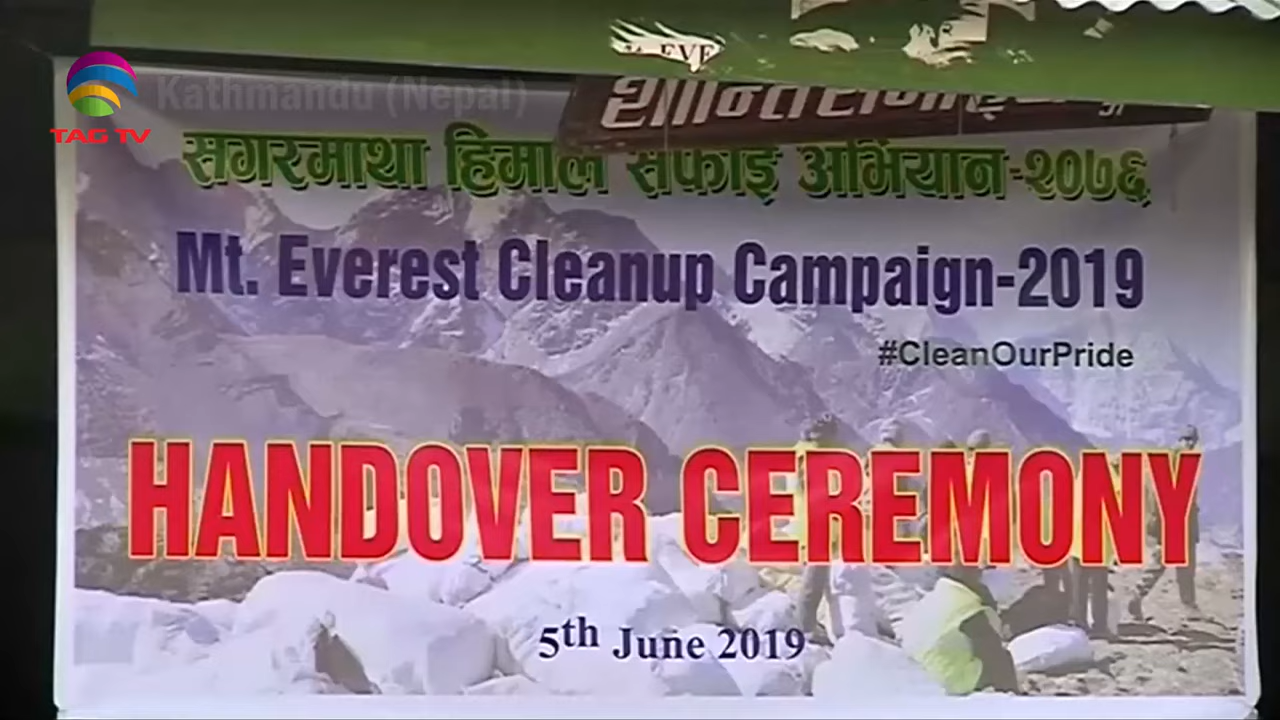 EVE
Kathmandu (Nepal)
TAG TV
सगरमाथा हिमाल सफाई अभियान-२०७६
Mt. Everest Cleanup Campaign-2019
#CleanOurPride
HANDOVER CEREMONY
5th June 2019